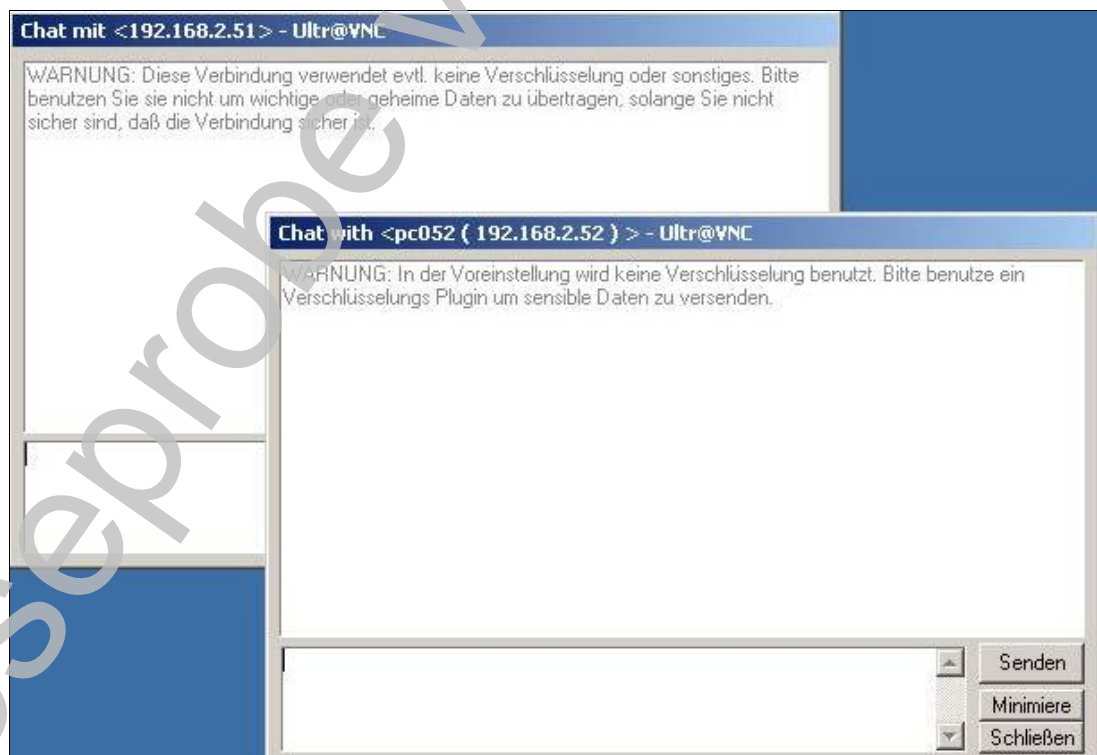 Chat mit <192.168.2.51> - Ultr@VNC
WARNUNG: Diese Verbindung verwendet evtl. keine Verschlüsselung oder sonstiges. Bitte
benutzen Sie sie nicht um wichtige oder geheime Daten zu übertragen, solange Sie nicht
sicher sind, daß die Verbindung sicher ist.
Chat with <pc052 ( 192.168.2.52 ) > - Ultr@VNC
WARNUNG: In der Voreinstellung wird keine Verschlüsselung benutzt. Bitte benutze ein
Verschlüsselungs Plugin um sensible Daten zu versenden.
Senden
Minimiere
Schließen
seprobe